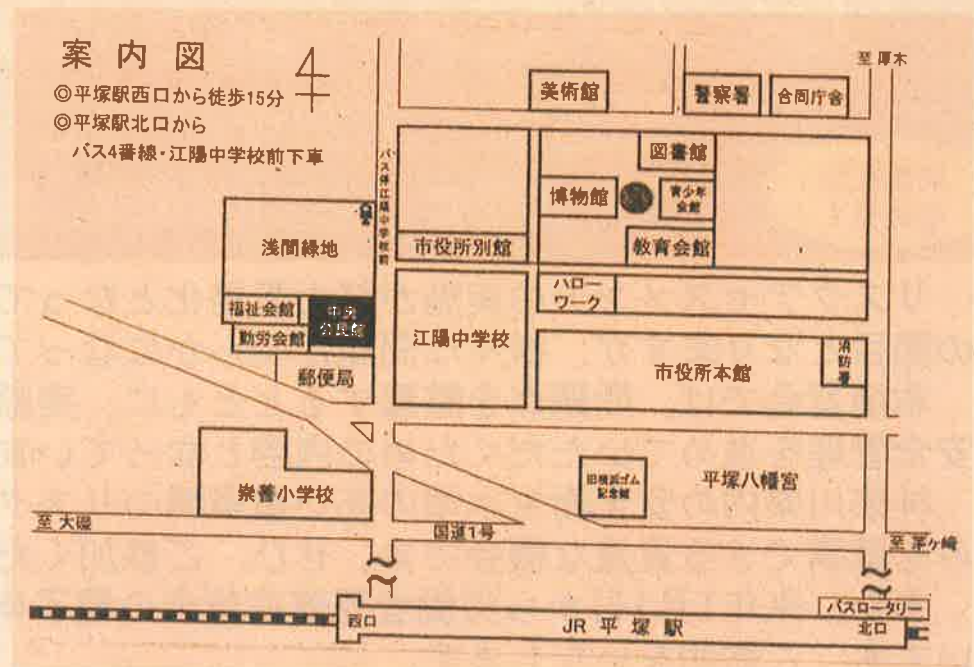 案内図
◎平塚駅西口から徒歩15分
◎平塚駅北口から
バス4番線・江陽中学校前下車
至厚木
美術館
警察署
合同庁舎
バス停江陽中学校前
図書館
博物館
青少年
会館
教育会館
市役所別館
浅間緑地
ハロー
ワーク
福祉会館
中央
公民館
勤労会館
郵便局
江陽中学校
市役所本館
消防署
崇善小学校
旧横浜ゴム
記念館
平塚八幡宮
至大磯
国道1号
至茅ヶ崎
バスロータリー
西口
JR平塚駅
北口